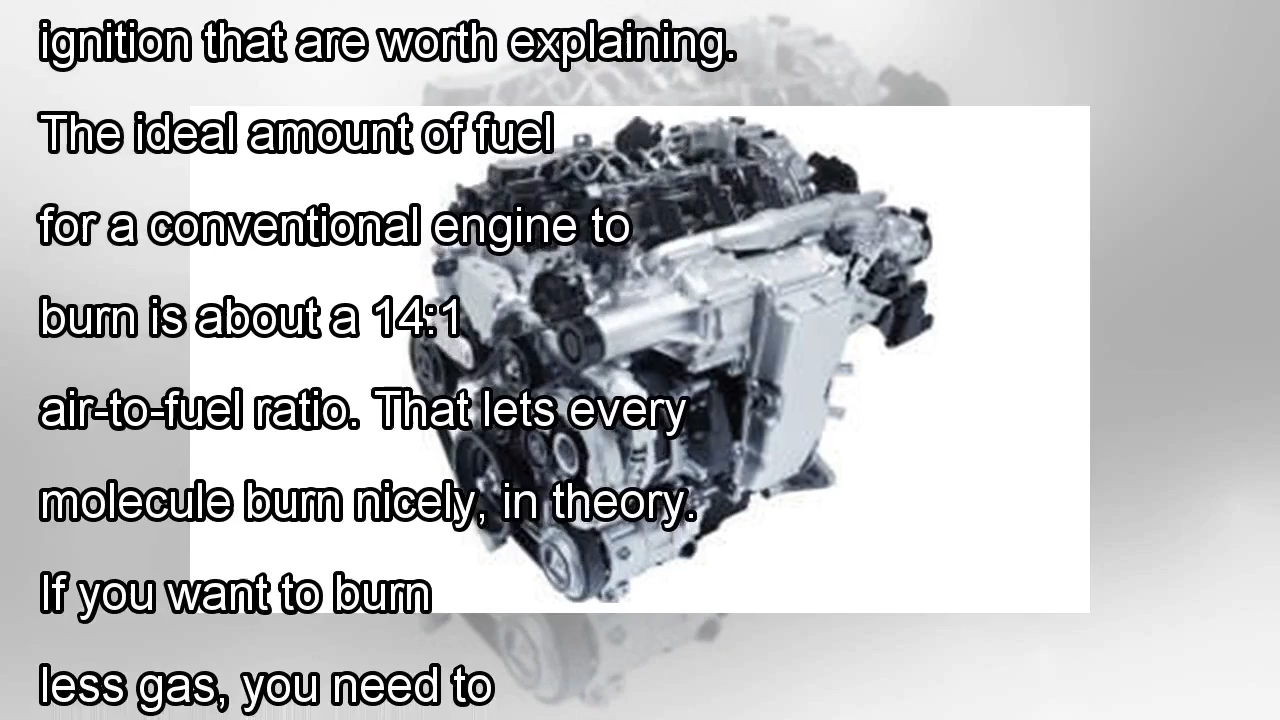 ignition that are worth explaining.
The ideal amount of fuel
for a conventional engine to
burn is about a 14:1
air-to-fuel ratio. That lets every
molecule burn nicely, in theory.
If you want to burn
less gas, you need to